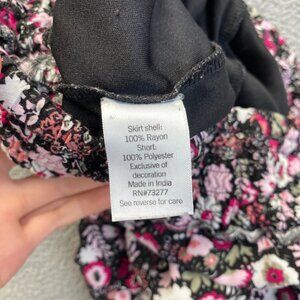 Skirt shell:
100% Rayon
Short:
100% Polyester
Exclusive of
decoration
Made in India
RN#73277
See reverse for care